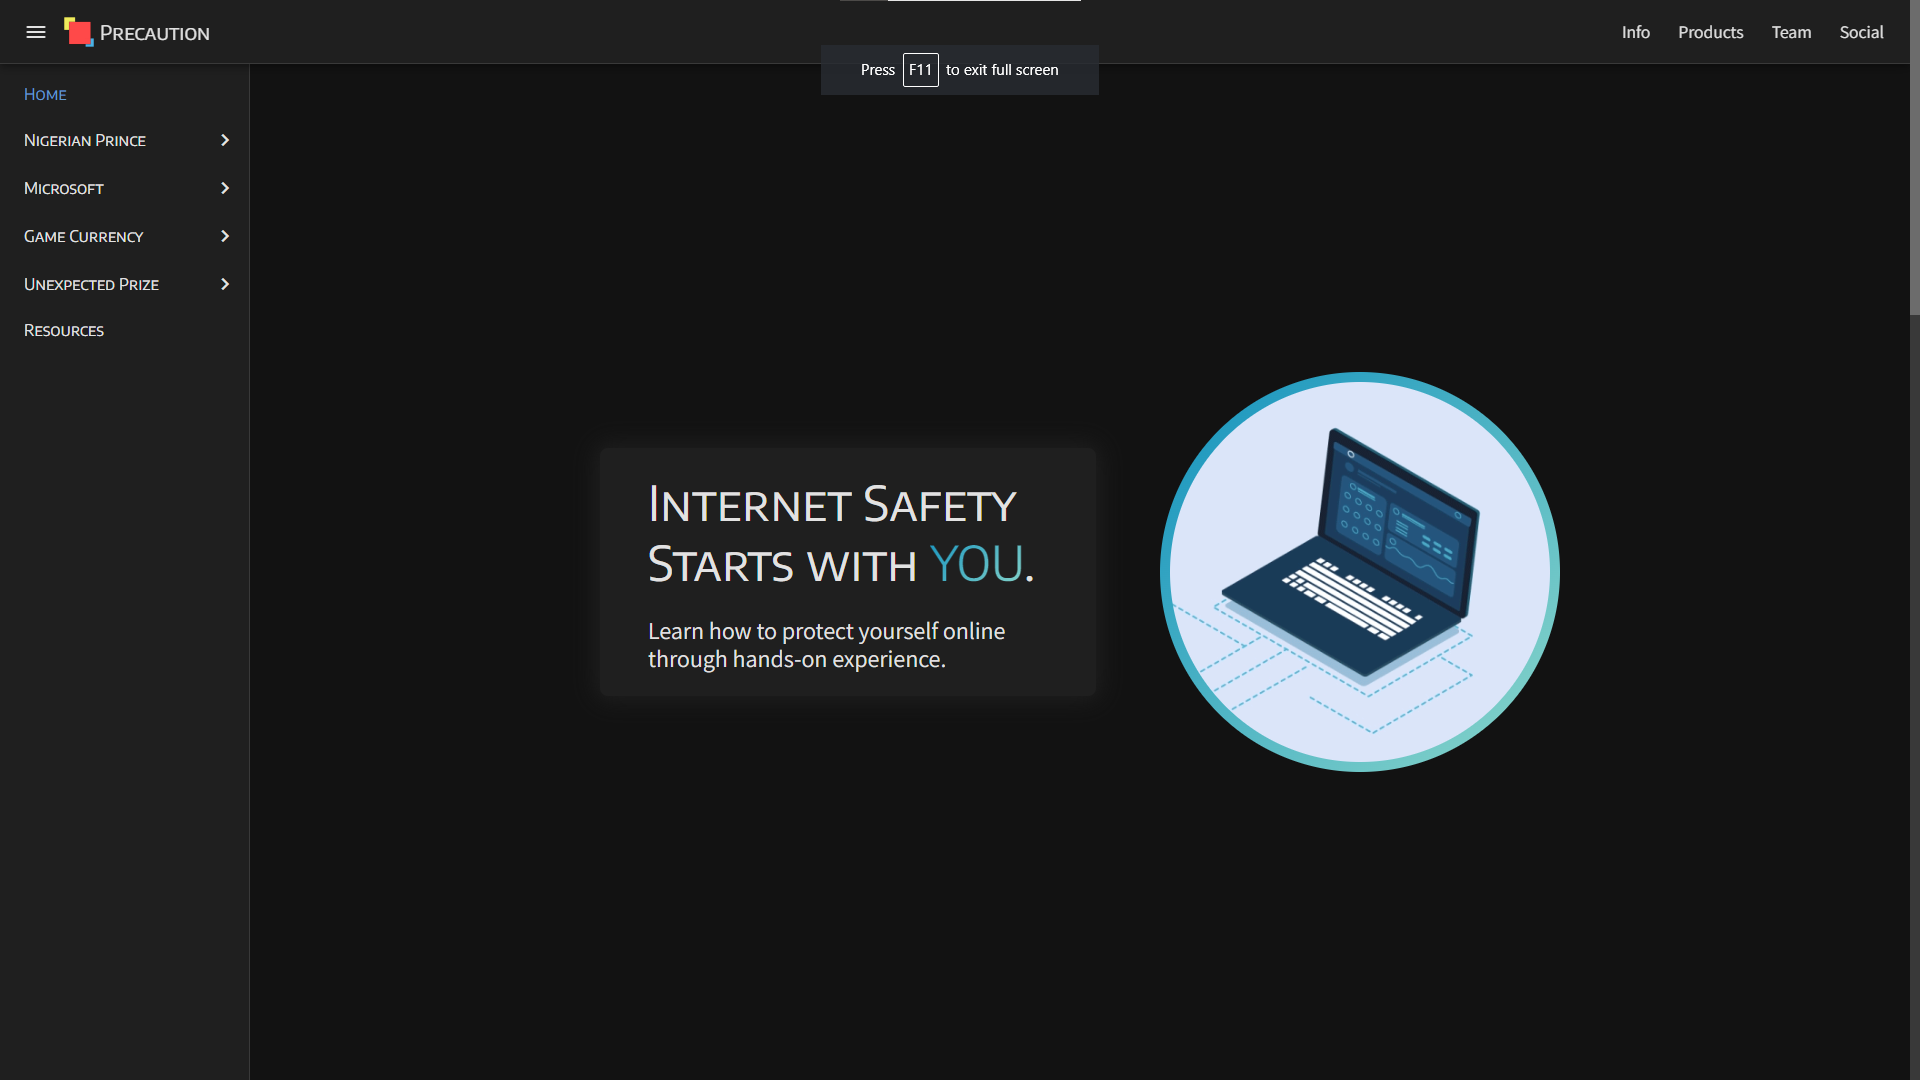 Precaution
Info
Products
Team
Social
Press F11 to exit full screen
Home
Nigerian Prince
Microsoft
Game Currency
Unexpected Prize
Resources
Internet Safety
Starts with YOU.
Learn how to protect yourself online
through hands-on experience.